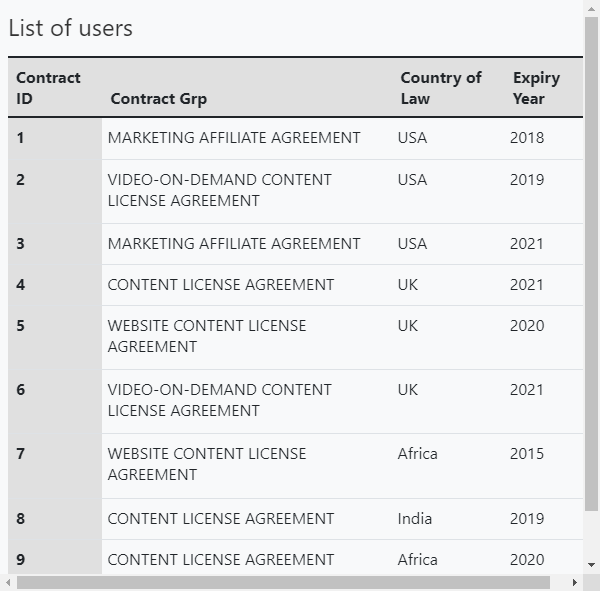 List of users
Contract ID Contract Grp Country of Law Expiry Year
1 MARKETING AFFILIATE AGREEMENT USA 2018
2 VIDEO-ON-DEMAND CONTENT LICENSE AGREEMENT USA 2019
3 MARKETING AFFILIATE AGREEMENT USA 2021
4 CONTENT LICENSE AGREEMENT UK 2021
5 WEBSITE CONTENT LICENSE AGREEMENT UK 2020
6 VIDEO-ON-DEMAND CONTENT LICENSE AGREEMENT UK 2021
7 WEBSITE CONTENT LICENSE AGREEMENT Africa 2015
8 CONTENT LICENSE AGREEMENT India 2019
9 CONTENT LICENSE AGREEMENT Africa 2020